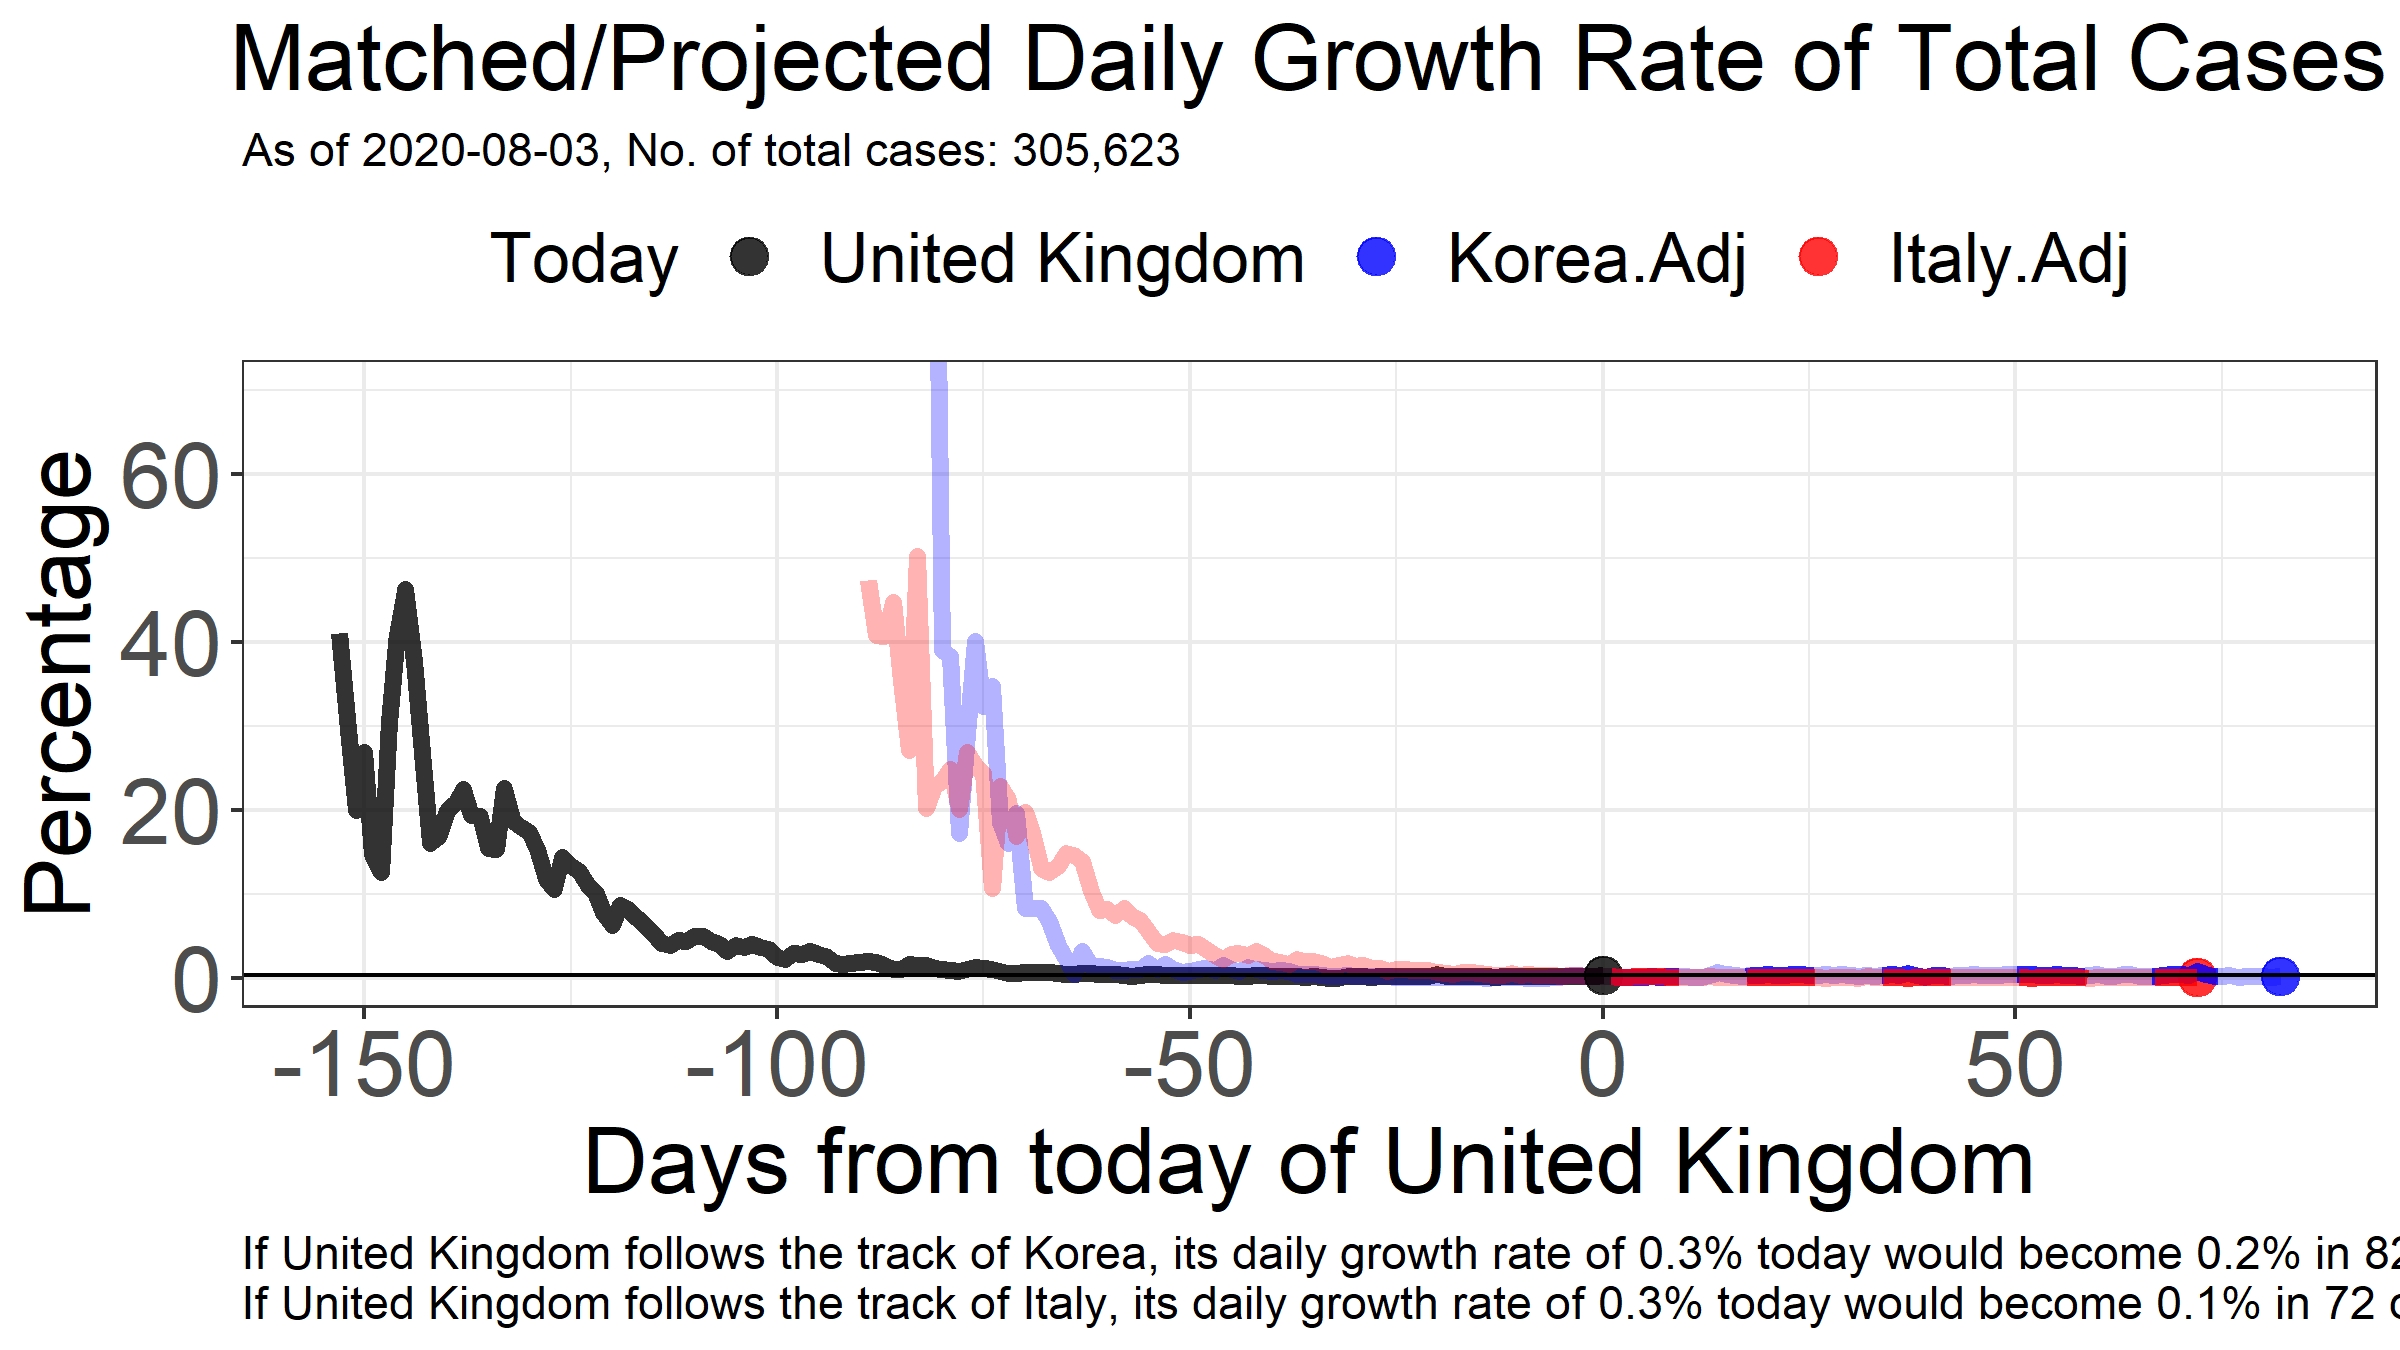 Matched/Projected Daily Growth Rate of Total Cases
As of 2020-08-03, No. of total cases: 305,623
Today United Kingdom Korea.Adj Italy.Adj
Percentage
60
40
20
0
-150 -100 -50 0 50
Days from today of United Kingdom
If United Kingdom follows the track of Korea, its daily growth rate of 0.3% today would become 0.2% in 82
If United Kingdom follows the track of Italy, its daily growth rate of 0.3% today would become 0.1% in 72